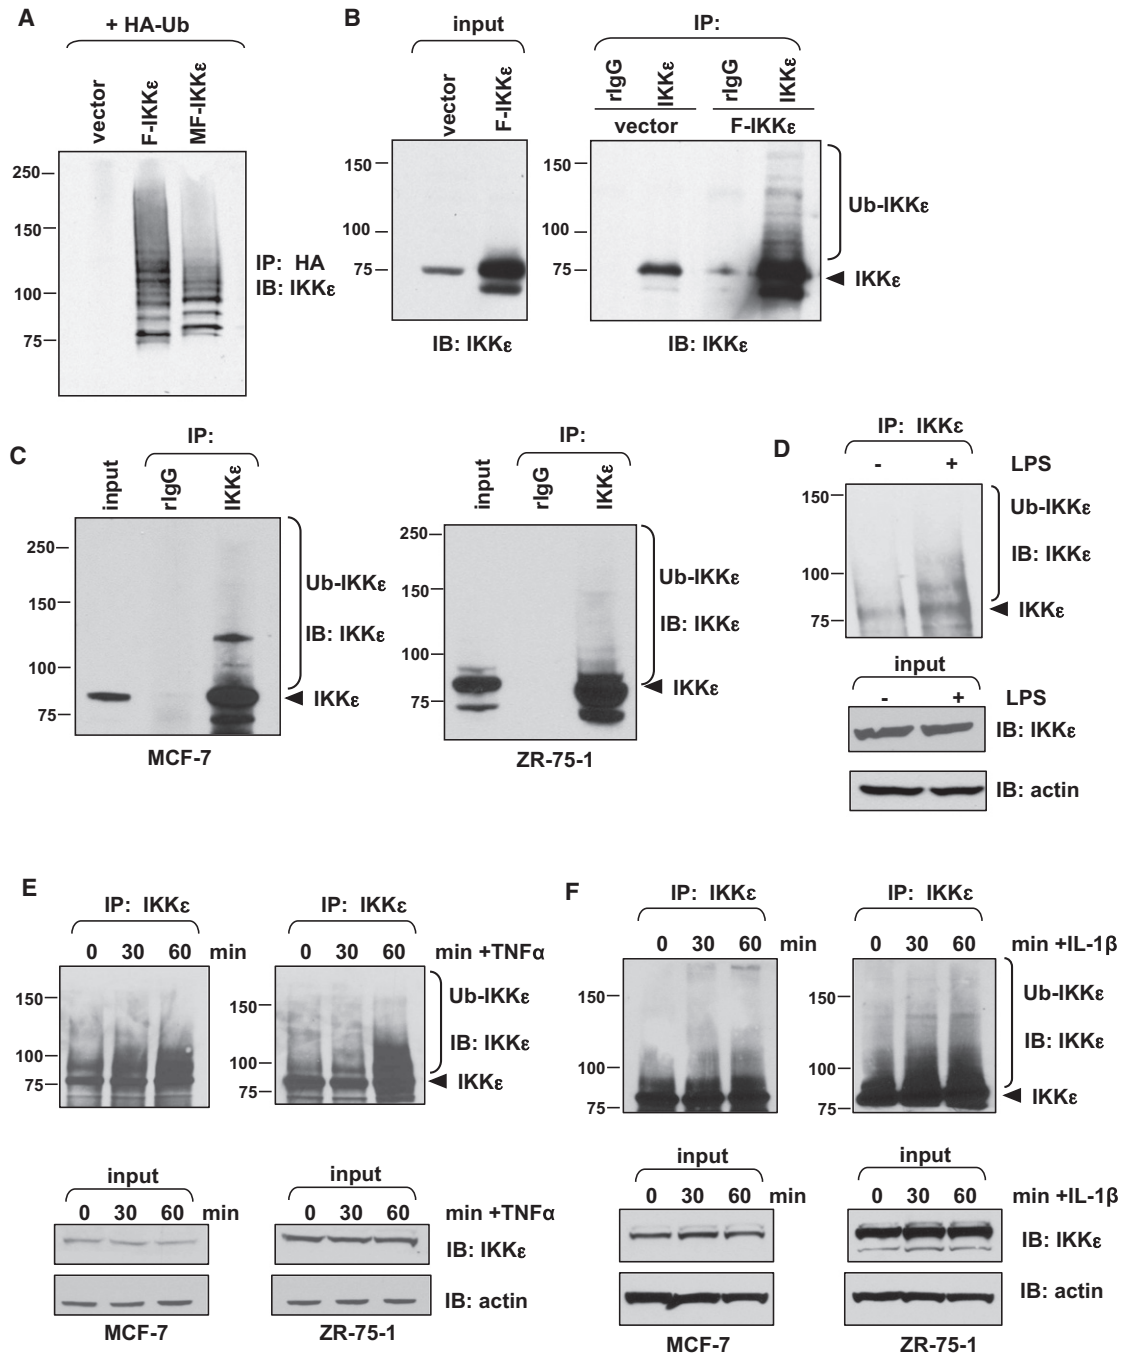 A
+ HA-Ub
vector
F-IKKε
MF-IKKε
250
150
100
75
IP: HA
IB: IKKε
B
input
vector
F-IKKε
150
100
75
IB: IKKε
IP:
rIgG
IKKε
rIgG
IKKε
vector
F-IKKε
150
100
75
Ub-IKKε
IKKε
IB: IKKε
C
input
IP:
rIgG
IKKε
250
150
100
75
Ub-IKKε
IB: IKKε
IKKε
MCF-7
input
IP:
rIgG
IKKε
250
150
100
75
Ub-IKKε
IB: IKKε
IKKε
ZR-75-1
D
IP: IKKε
- + LPS
150
100
75
Ub-IKKε
IB: IKKε
IKKε
input
- + LPS
IB: IKKε
IB: actin
E
IP: IKKε
0 30 60 min
150
100
75
IP: IKKε
0 30 60 min +TNFα
150
100
75
Ub-IKKε
IB: IKKε
IKKε
input
0 30 60 min
MCF-7
input
0 30 60 min +TNFα
IB: IKKε
IB: actin
ZR-75-1
F
IP: IKKε
0 30 60 min
150
100
75
IP: IKKε
0 30 60 min +IL-1β
150
100
75
Ub-IKKε
IB: IKKε
IKKε
input
0 30 60 min
MCF-7
input
0 30 60 min +IL-1β
IB: IKKε
IB: actin
ZR-75-1